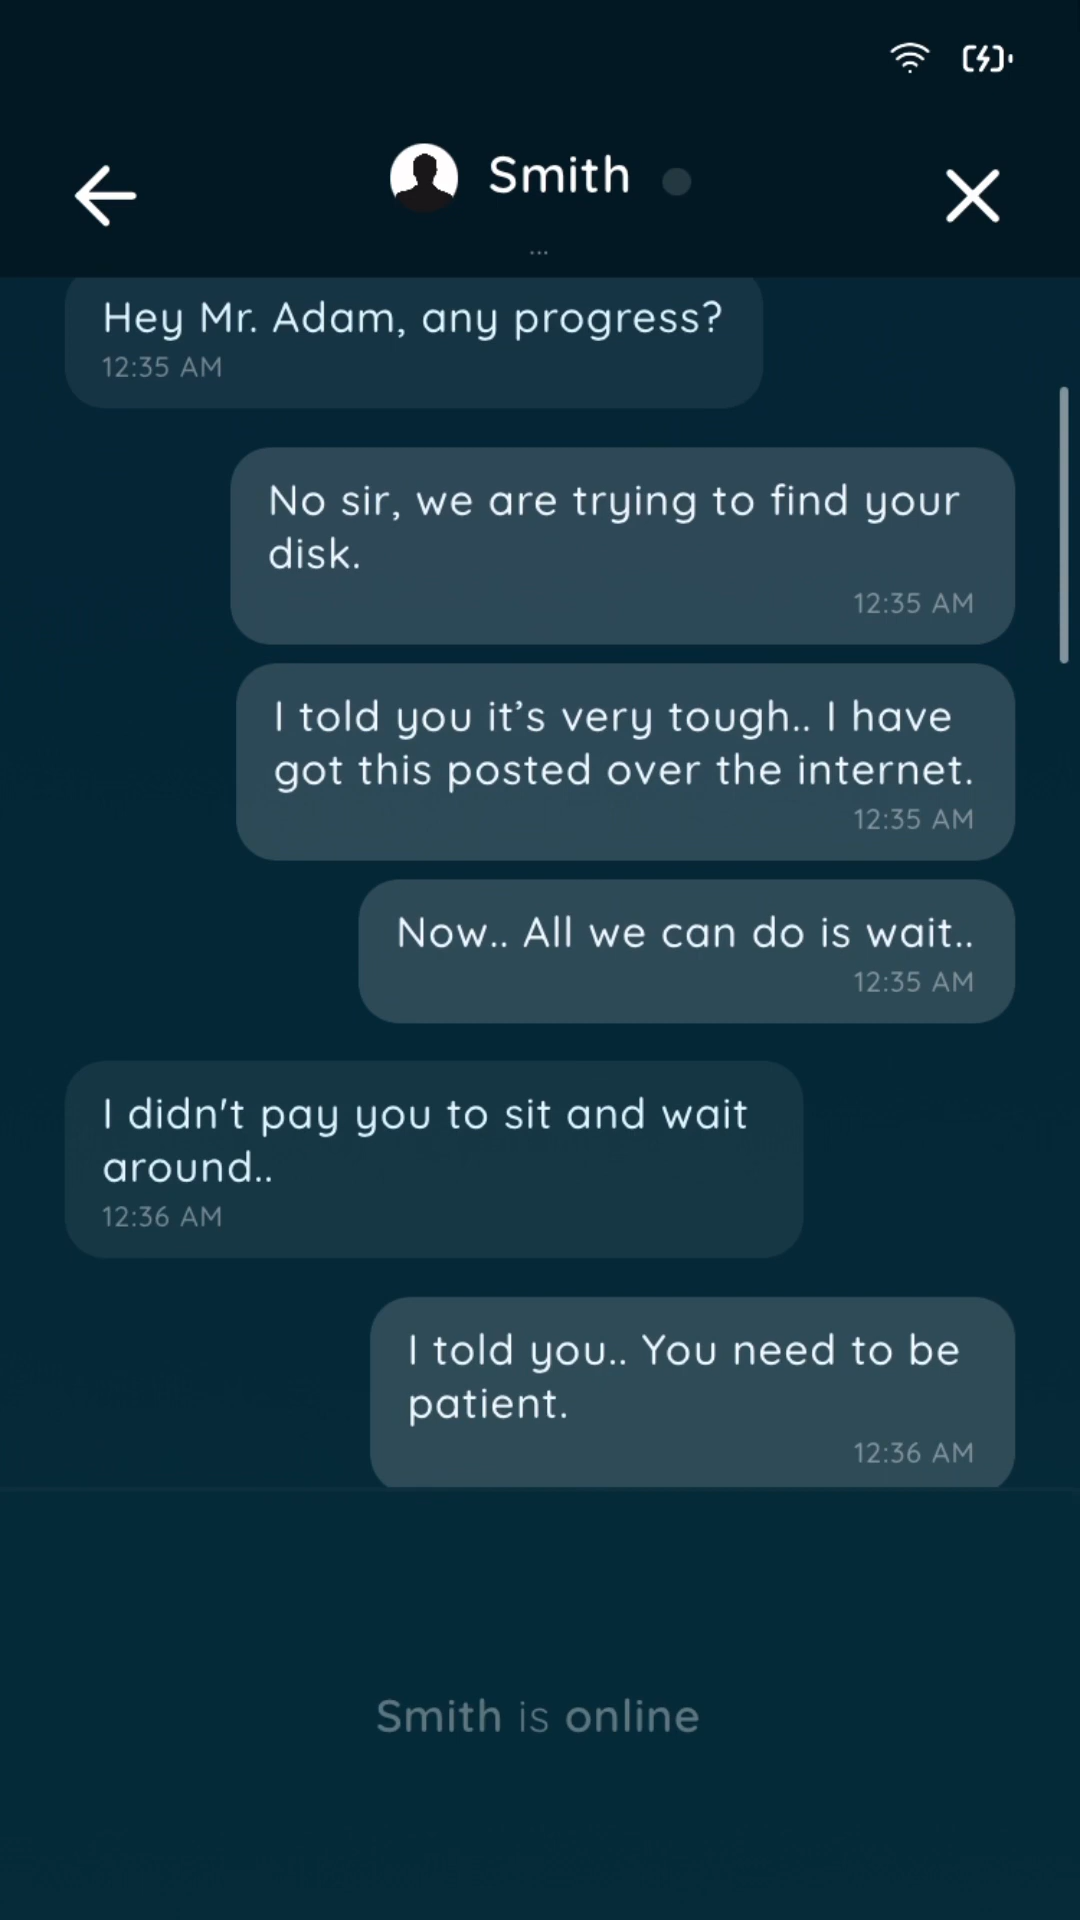 Smith
...
Hey Mr. Adam, any progress?
12:35 AM
No sir, we are trying to find your
disk.
12:35 AM
I told you it’s very tough.. I have
got this posted over the internet.
12:35 AM
Now.. All we can do is wait..
12:35 AM
I didn't pay you to sit and wait
around..
12:36 AM
I told you.. You need to be
patient.
12:36 AM
Smith is online